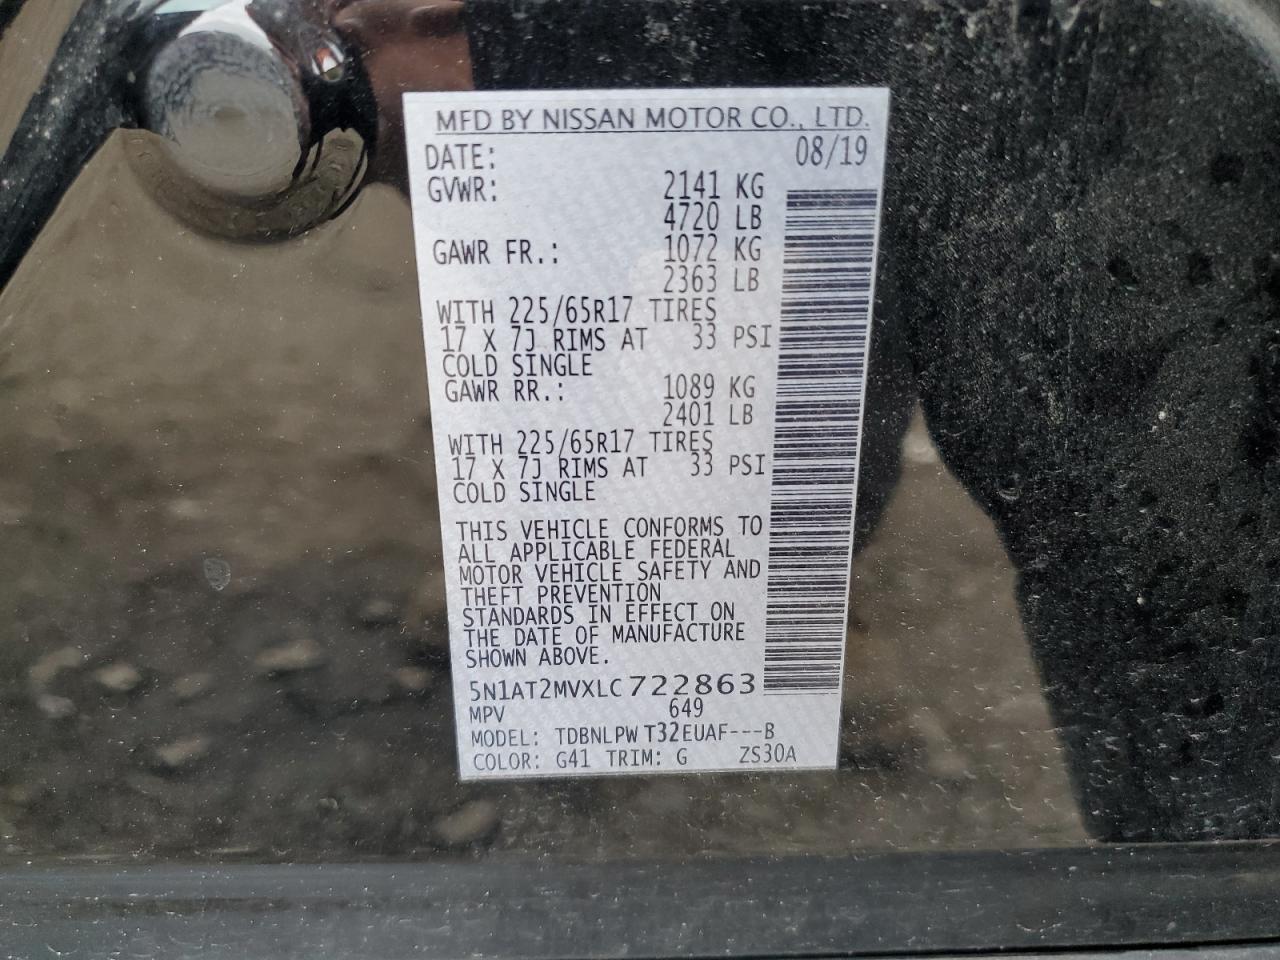 MFD BY NISSAN MOTOR CO., LTD.
DATE: 08/19
GVWR: 2141 KG
4720 LB
GAWR FR.: 1072 KG
2363 LB
WITH 225/65R17 TIRES
17 X 7J RIMS AT 33 PSI
COLD SINGLE
GAWR RR.: 1089 KG
2401 LB
WITH 225/65R17 TIRES
17 X 7J RIMS AT 33 PSI
COLD SINGLE
THIS VEHICLE CONFORMS TO
ALL APPLICABLE FEDERAL
MOTOR VEHICLE SAFETY AND
THEFT PREVENTION
STANDARDS IN EFFECT ON
THE DATE OF MANUFACTURE
SHOWN ABOVE.
5N1AT2MVXLC722863
MPV 649
MODEL: TDBNLPW T32EUAF---B
COLOR: G41 TRIM: G ZS30A